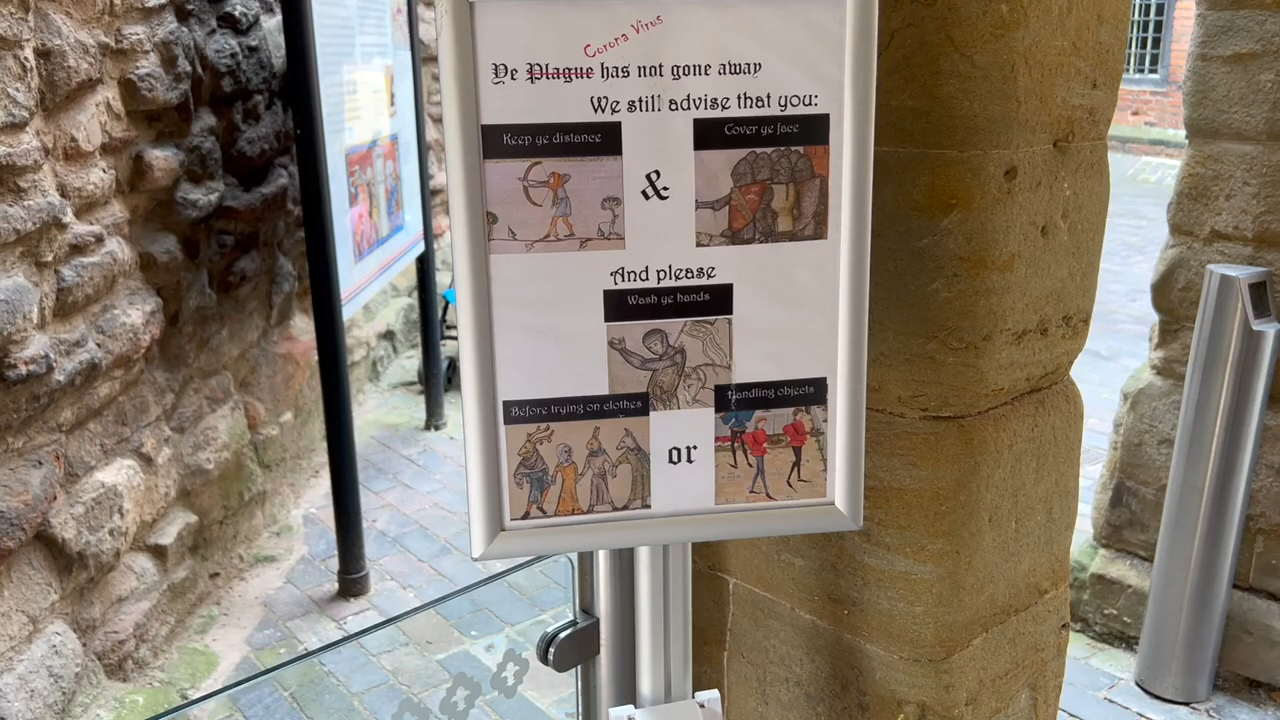 Corona Virus
Ye Plague has not gone away
We still advise that you:
Keep ye distance
&
Cover ye face
And please
Wash ye hands
Before trying on clothes
or
Handling objects